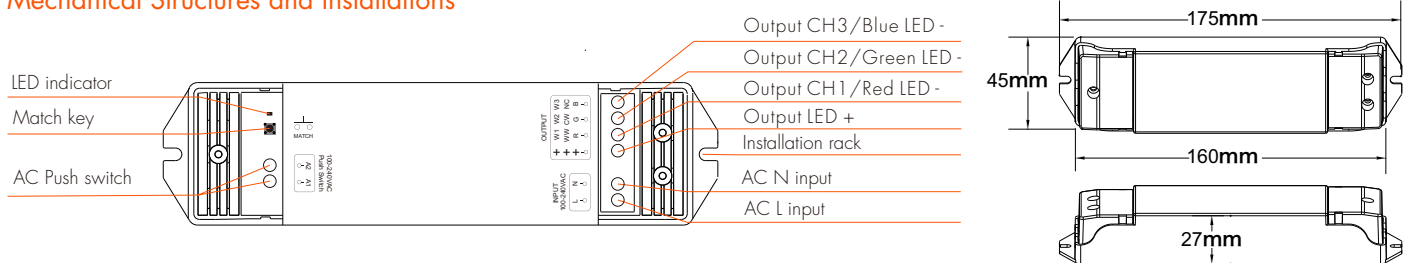 Mechanical Structures and Installations
LED indicator
Match key
AC Push switch
MATCH
100-240VAC
Push Switch
A2
A1
OUTPUT
W3 NC B
W2 CW G
W1 WW R
+ + +
INPUT
100-240VAC
N
L
Output CH3/Blue LED -
Output CH2/Green LED -
Output CH1/Red LED -
Output LED +
Installation rack
AC N input
AC L input
175mm
45mm
160mm
27mm